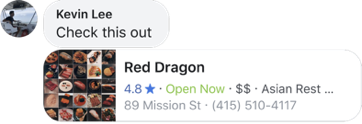 Kevin Lee
Check this out
Red Dragon
4.8 ★ · Open Now · $$ · Asian Rest ...
89 Mission St · (415) 510-4117